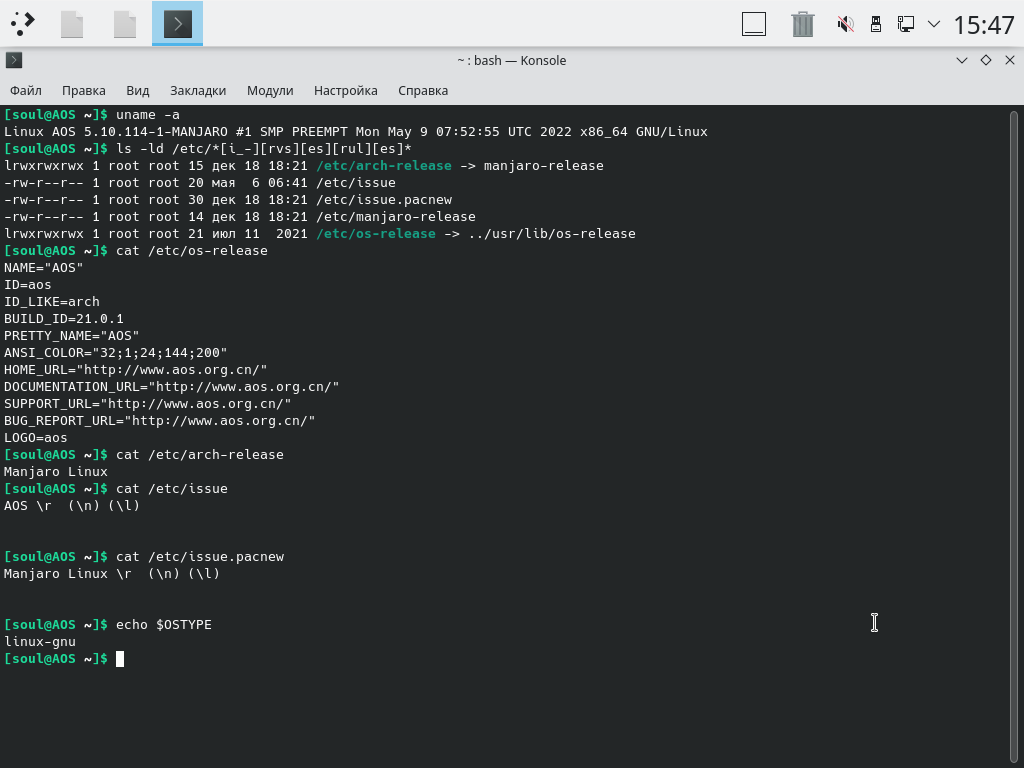 15:47
~ : bash — Konsole
Файл Правка Вид Закладки Модули Настройка Справка
[soul@AOS ~]$ uname -a
Linux AOS 5.10.114-1-MANJARO #1 SMP PREEMPT Mon May 9 07:52:55 UTC 2022 x86_64 GNU/Linux
[soul@AOS ~]$ ls -ld /etc/*[i_-][rvs][es][rul][es]*
lrwxrwxrwx 1 root root 15 дек 18 18:21 /etc/arch-release -> manjaro-release
-rw-r--r-- 1 root root 20 мая  6 06:41 /etc/issue
-rw-r--r-- 1 root root 30 дек 18 18:21 /etc/issue.pacnew
-rw-r--r-- 1 root root 14 дек 18 18:21 /etc/manjaro-release
lrwxrwxrwx 1 root root 21 июл 11  2021 /etc/os-release -> ../usr/lib/os-release
[soul@AOS ~]$ cat /etc/os-release
NAME="AOS"
ID=aos
ID_LIKE=arch
BUILD_ID=21.0.1
PRETTY_NAME="AOS"
ANSI_COLOR="32;1;24;144;200"
HOME_URL="http://www.aos.org.cn/"
DOCUMENTATION_URL="http://www.aos.org.cn/"
SUPPORT_URL="http://www.aos.org.cn/"
BUG_REPORT_URL="http://www.aos.org.cn/"
LOGO=aos
[soul@AOS ~]$ cat /etc/arch-release
Manjaro Linux
[soul@AOS ~]$ cat /etc/issue
AOS \r  (\n) (\l)
[soul@AOS ~]$ cat /etc/issue.pacnew
Manjaro Linux \r  (\n) (\l)
[soul@AOS ~]$ echo $OSTYPE
linux-gnu
[soul@AOS ~]$